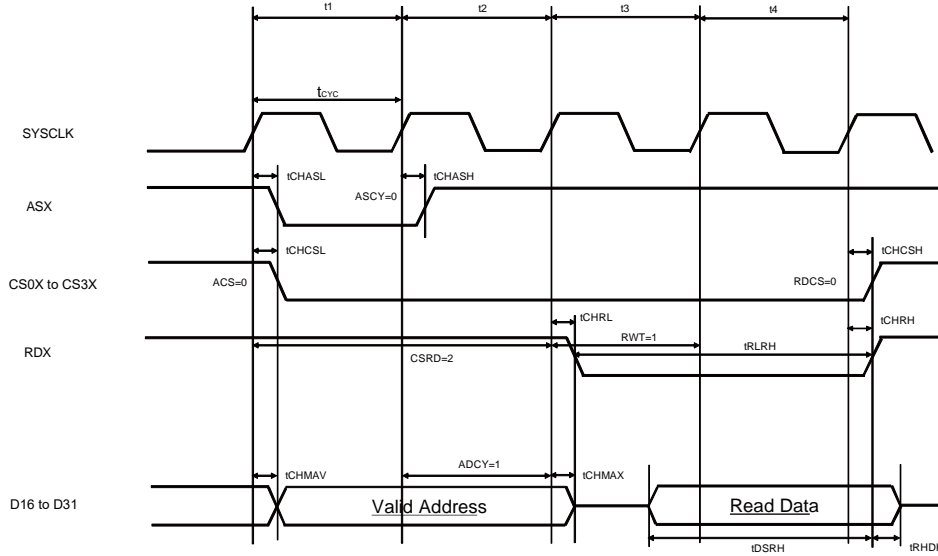 t1 t2 t3 t4
tCYC
SYSCLK
tCHASL ASCY=0 tCHASH
ASX
tCHCSL tCHCSH
CS0X to CS3X ACS=0 RDCS=0
tCHRL tCHRH
RDX RWT=1 tRLRH
CSRD=2
tCHMAV ADCY=1 tCHMAX
D16 to D31 Valid Address Read Data
tDSRH